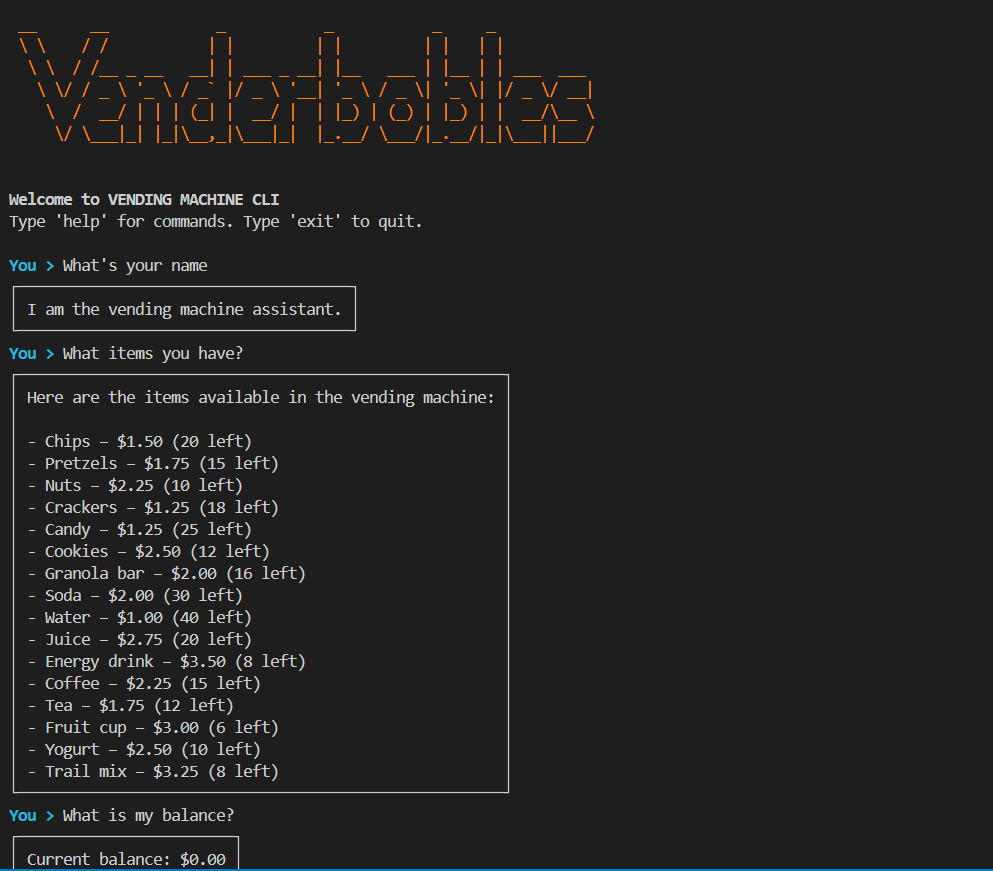 Venderbobles
Welcome to VENDING MACHINE CLI
Type 'help' for commands. Type 'exit' to quit.
You > What's your name
I am the vending machine assistant.
You > What items you have?
Here are the items available in the vending machine:
- Chips – $1.50 (20 left)
- Pretzels – $1.75 (15 left)
- Nuts – $2.25 (10 left)
- Crackers – $1.25 (18 left)
- Candy – $1.25 (25 left)
- Cookies – $2.50 (12 left)
- Granola bar – $2.00 (16 left)
- Soda – $2.00 (30 left)
- Water – $1.00 (40 left)
- Juice – $2.75 (20 left)
- Energy drink – $3.50 (8 left)
- Coffee – $2.25 (15 left)
- Tea – $1.75 (12 left)
- Fruit cup – $3.00 (6 left)
- Yogurt – $2.50 (10 left)
- Trail mix – $3.25 (8 left)
You > What is my balance?
Current balance: $0.00